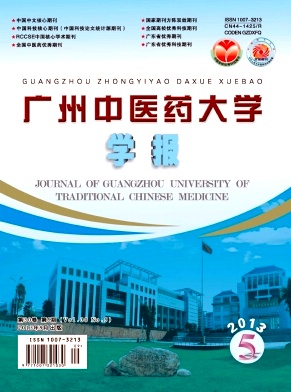 中国中文核心期刊
中国科技核心期刊（中国科技论文统计源期刊）
RCCSE中国核心学术期刊
全国中医药优秀期刊
国家期刊方阵双效期刊
全国高校优秀科技期刊
广东省优秀期刊
广东省优秀科技期刊
ISSN 1007-3213
CN44-1425/R
CODEN GZDXFQ
GUANGZHOU ZHONGYIYAO DAXUE XUEBAO
广州中医药大学
学报
JOURNAL OF GUANGZHOU UNIVERSITY OF
TRADITIONAL CHINESE MEDICINE
2013
5
ISSN 1007-3213